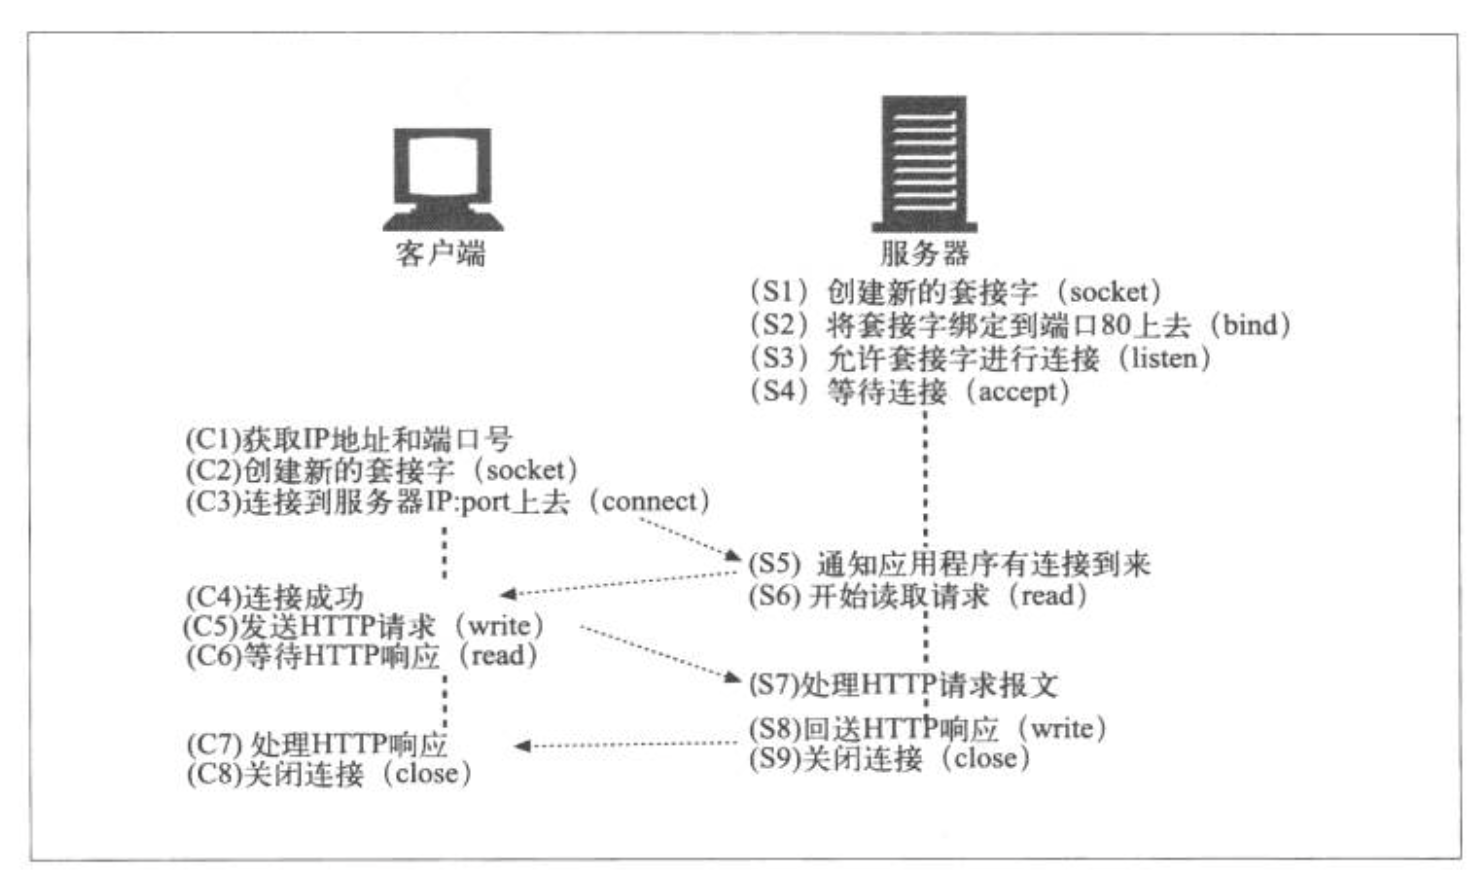 客户端
服务器
（S1）创建新的套接字（socket）
（S2）将套接字绑定到端口80上去（bind）
（S3）允许套接字进行连接（listen）
（S4）等待连接（accept）
(C1)获取IP地址和端口号
(C2)创建新的套接字（socket）
(C3)连接到服务器IP:port上去（connect）
(S5) 通知应用程序有连接到来
(S6) 开始读取请求（read）
(C4)连接成功
(C5)发送HTTP请求（write）
(C6)等待HTTP响应（read）
(S7)处理HTTP请求报文
(S8)回送HTTP响应（write）
(S9)关闭连接（close）
(C7) 处理HTTP响应
(C8)关闭连接（close）